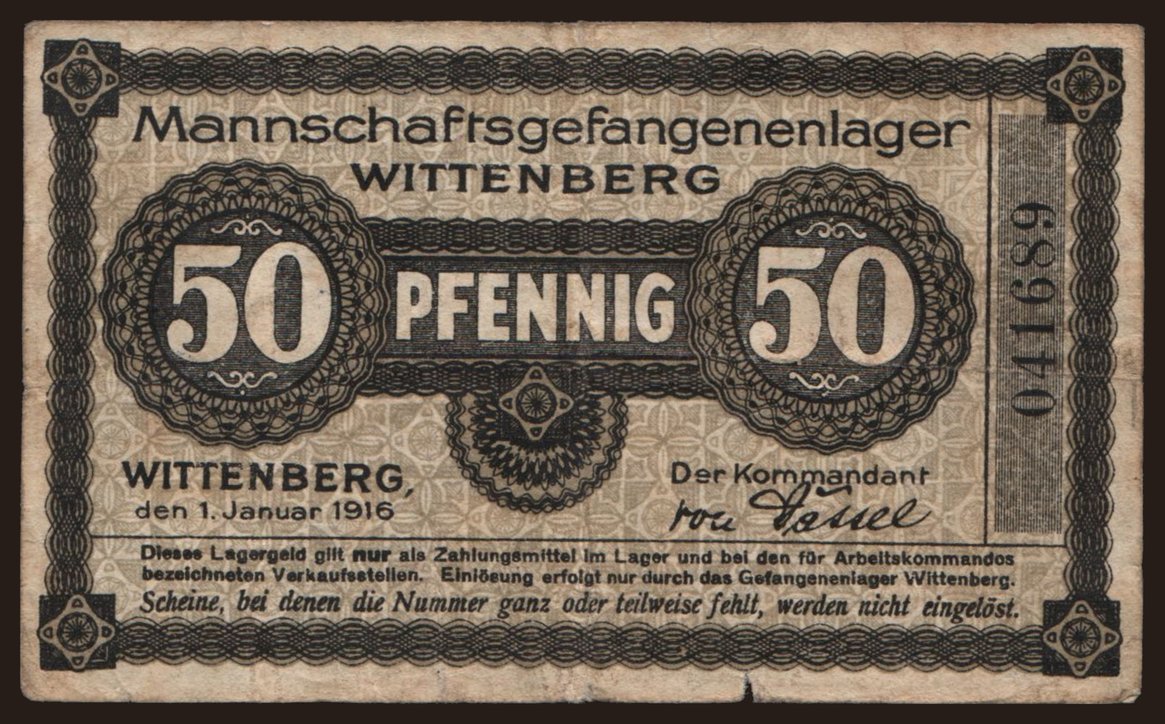 Mannschaftsgefangenenlager
WITTENBERG
50 PFENNIG 50
041689
WITTENBERG,
den 1. Januar 1916
Der Kommandant
von Dassel
Dieses Lagergeld gilt nur als Zahlungsmittel im Lager und bei den für Arbeitskommandos
bezeichneten Verkaufsstellen. Einlösung erfolgt nur durch das Gefangenenlager Wittenberg.
Scheine, bei denen die Nummer ganz oder teilweise fehlt, werden nicht eingelöst.